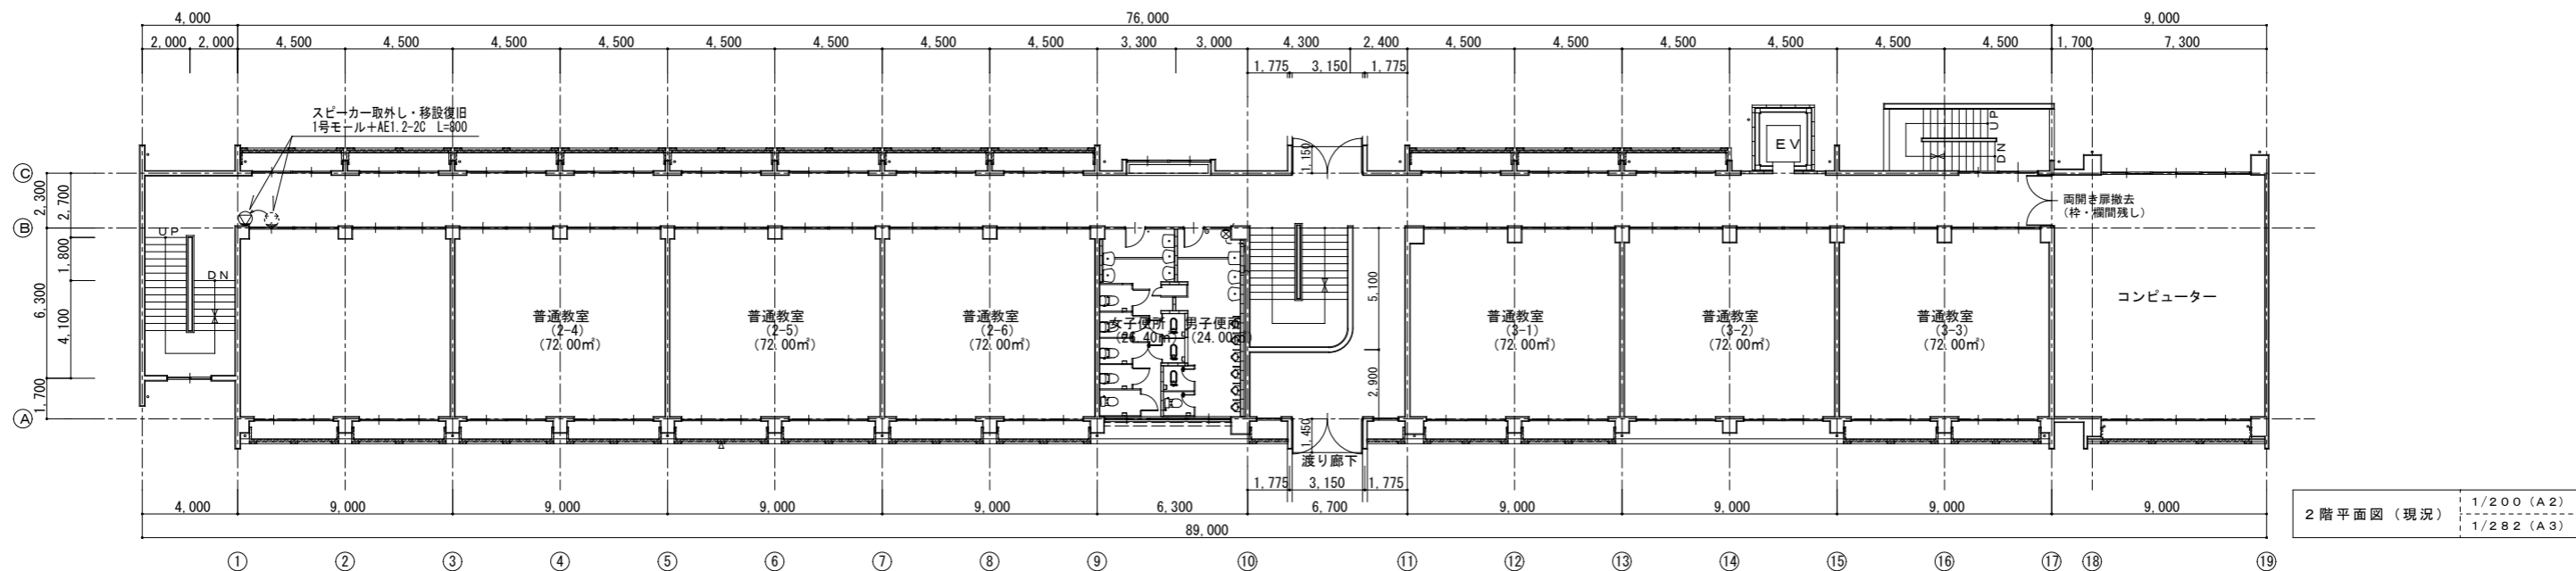 4,000 76,000 9,000
2,000 2,000 4,500 4,500 4,500 4,500 4,500 4,500 4,500 4,500 3,300 3,000 4,300 2,400 4,500 4,500 4,500 4,500 4,500 4,500 1,700 7,300
1,775 3,150 1,775
スピーカー取外し・移設復旧
1号モール+AE1.2-2C L=800
1,150
EV
UP
DN
C
B
A
2,300
2,700
6,300
1,800
4,100
1,700
両開き扉撤去
(枠・欄間残し)
UP
DN
5,100
2,900
普通教室
(2-4)
(72.00㎡)
普通教室
(2-5)
(72.00㎡)
普通教室
(2-6)
(72.00㎡)
女子便所
(26.40㎡)
男子便所
(24.00㎡)
普通教室
(3-1)
(72.00㎡)
普通教室
(3-2)
(72.00㎡)
普通教室
(3-3)
(72.00㎡)
コンピューター
1,450
渡り廊下
1,775 3,150 1,775
4,000 9,000 9,000 9,000 9,000 6,300 6,700 9,000 9,000 9,000 9,000
89,000
1 2 3 4 5 6 7 8 9 10 11 12 13 14 15 16 17 18 19
2階平面図(現況)
1/200(A2)
1/282(A3)